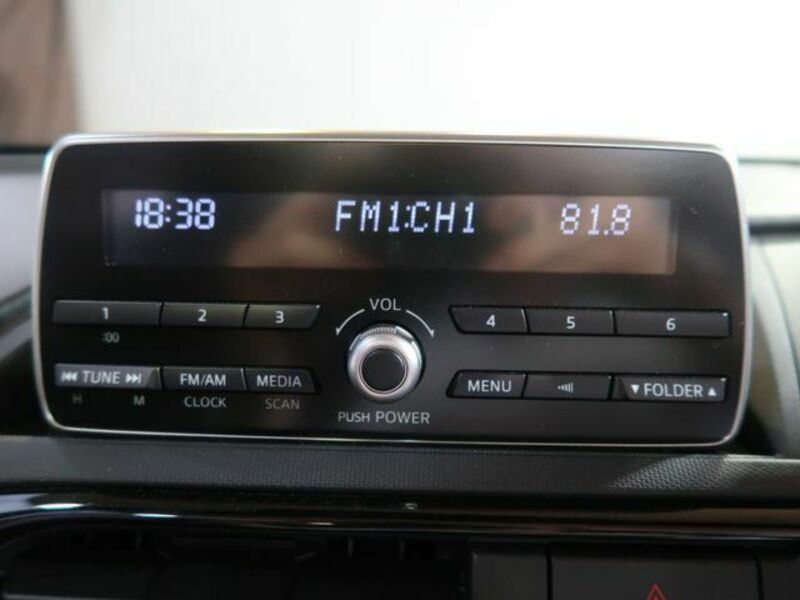 18:38 FM1:CH1 81.8
VOL
1 2 3 4 5 6
:00
TUNE FM/AM MEDIA MENU FOLDER
H M CLOCK SCAN
PUSH POWER